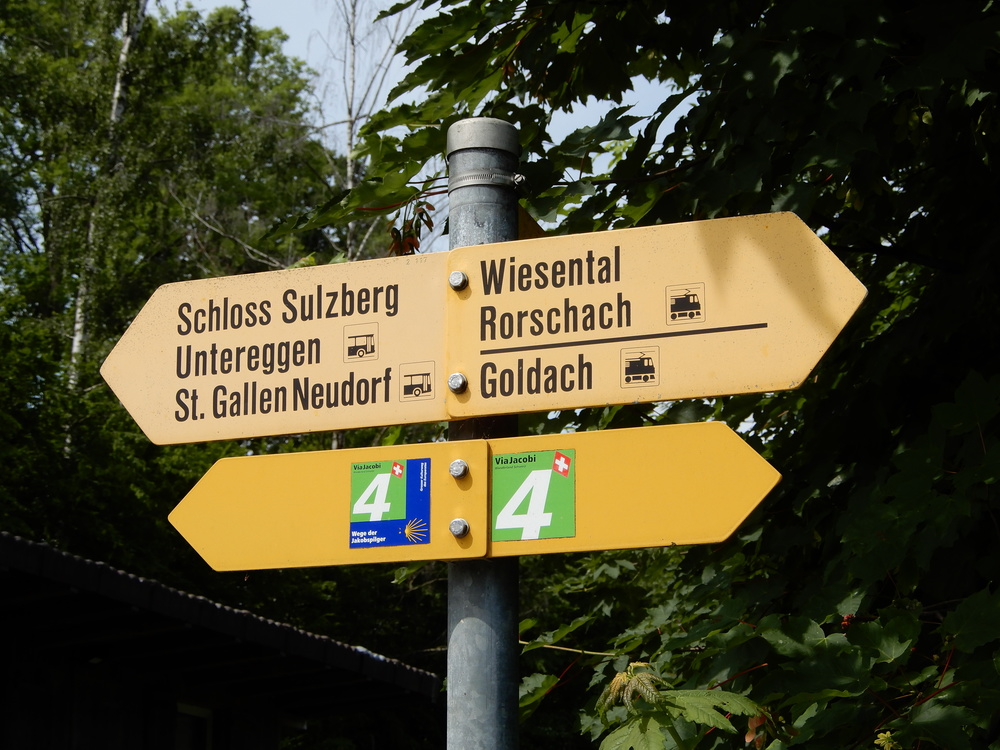 Schloss Sulzberg
Untereggen
St. Gallen Neudorf
Wiesental
Rorschach
Goldach
ViaJacobi
4
Wege der
Jakobspilger
ViaJacobi
4